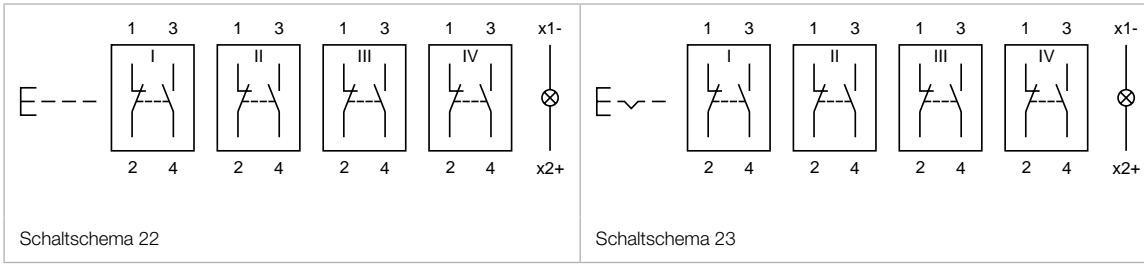 1 3 1 3 1 3 1 3 x1-
I II III IV
2 4 2 4 2 4 2 4 x2+
Schaltschema 22
1 3 1 3 1 3 1 3 x1-
I II III IV
2 4 2 4 2 4 2 4 x2+
Schaltschema 23